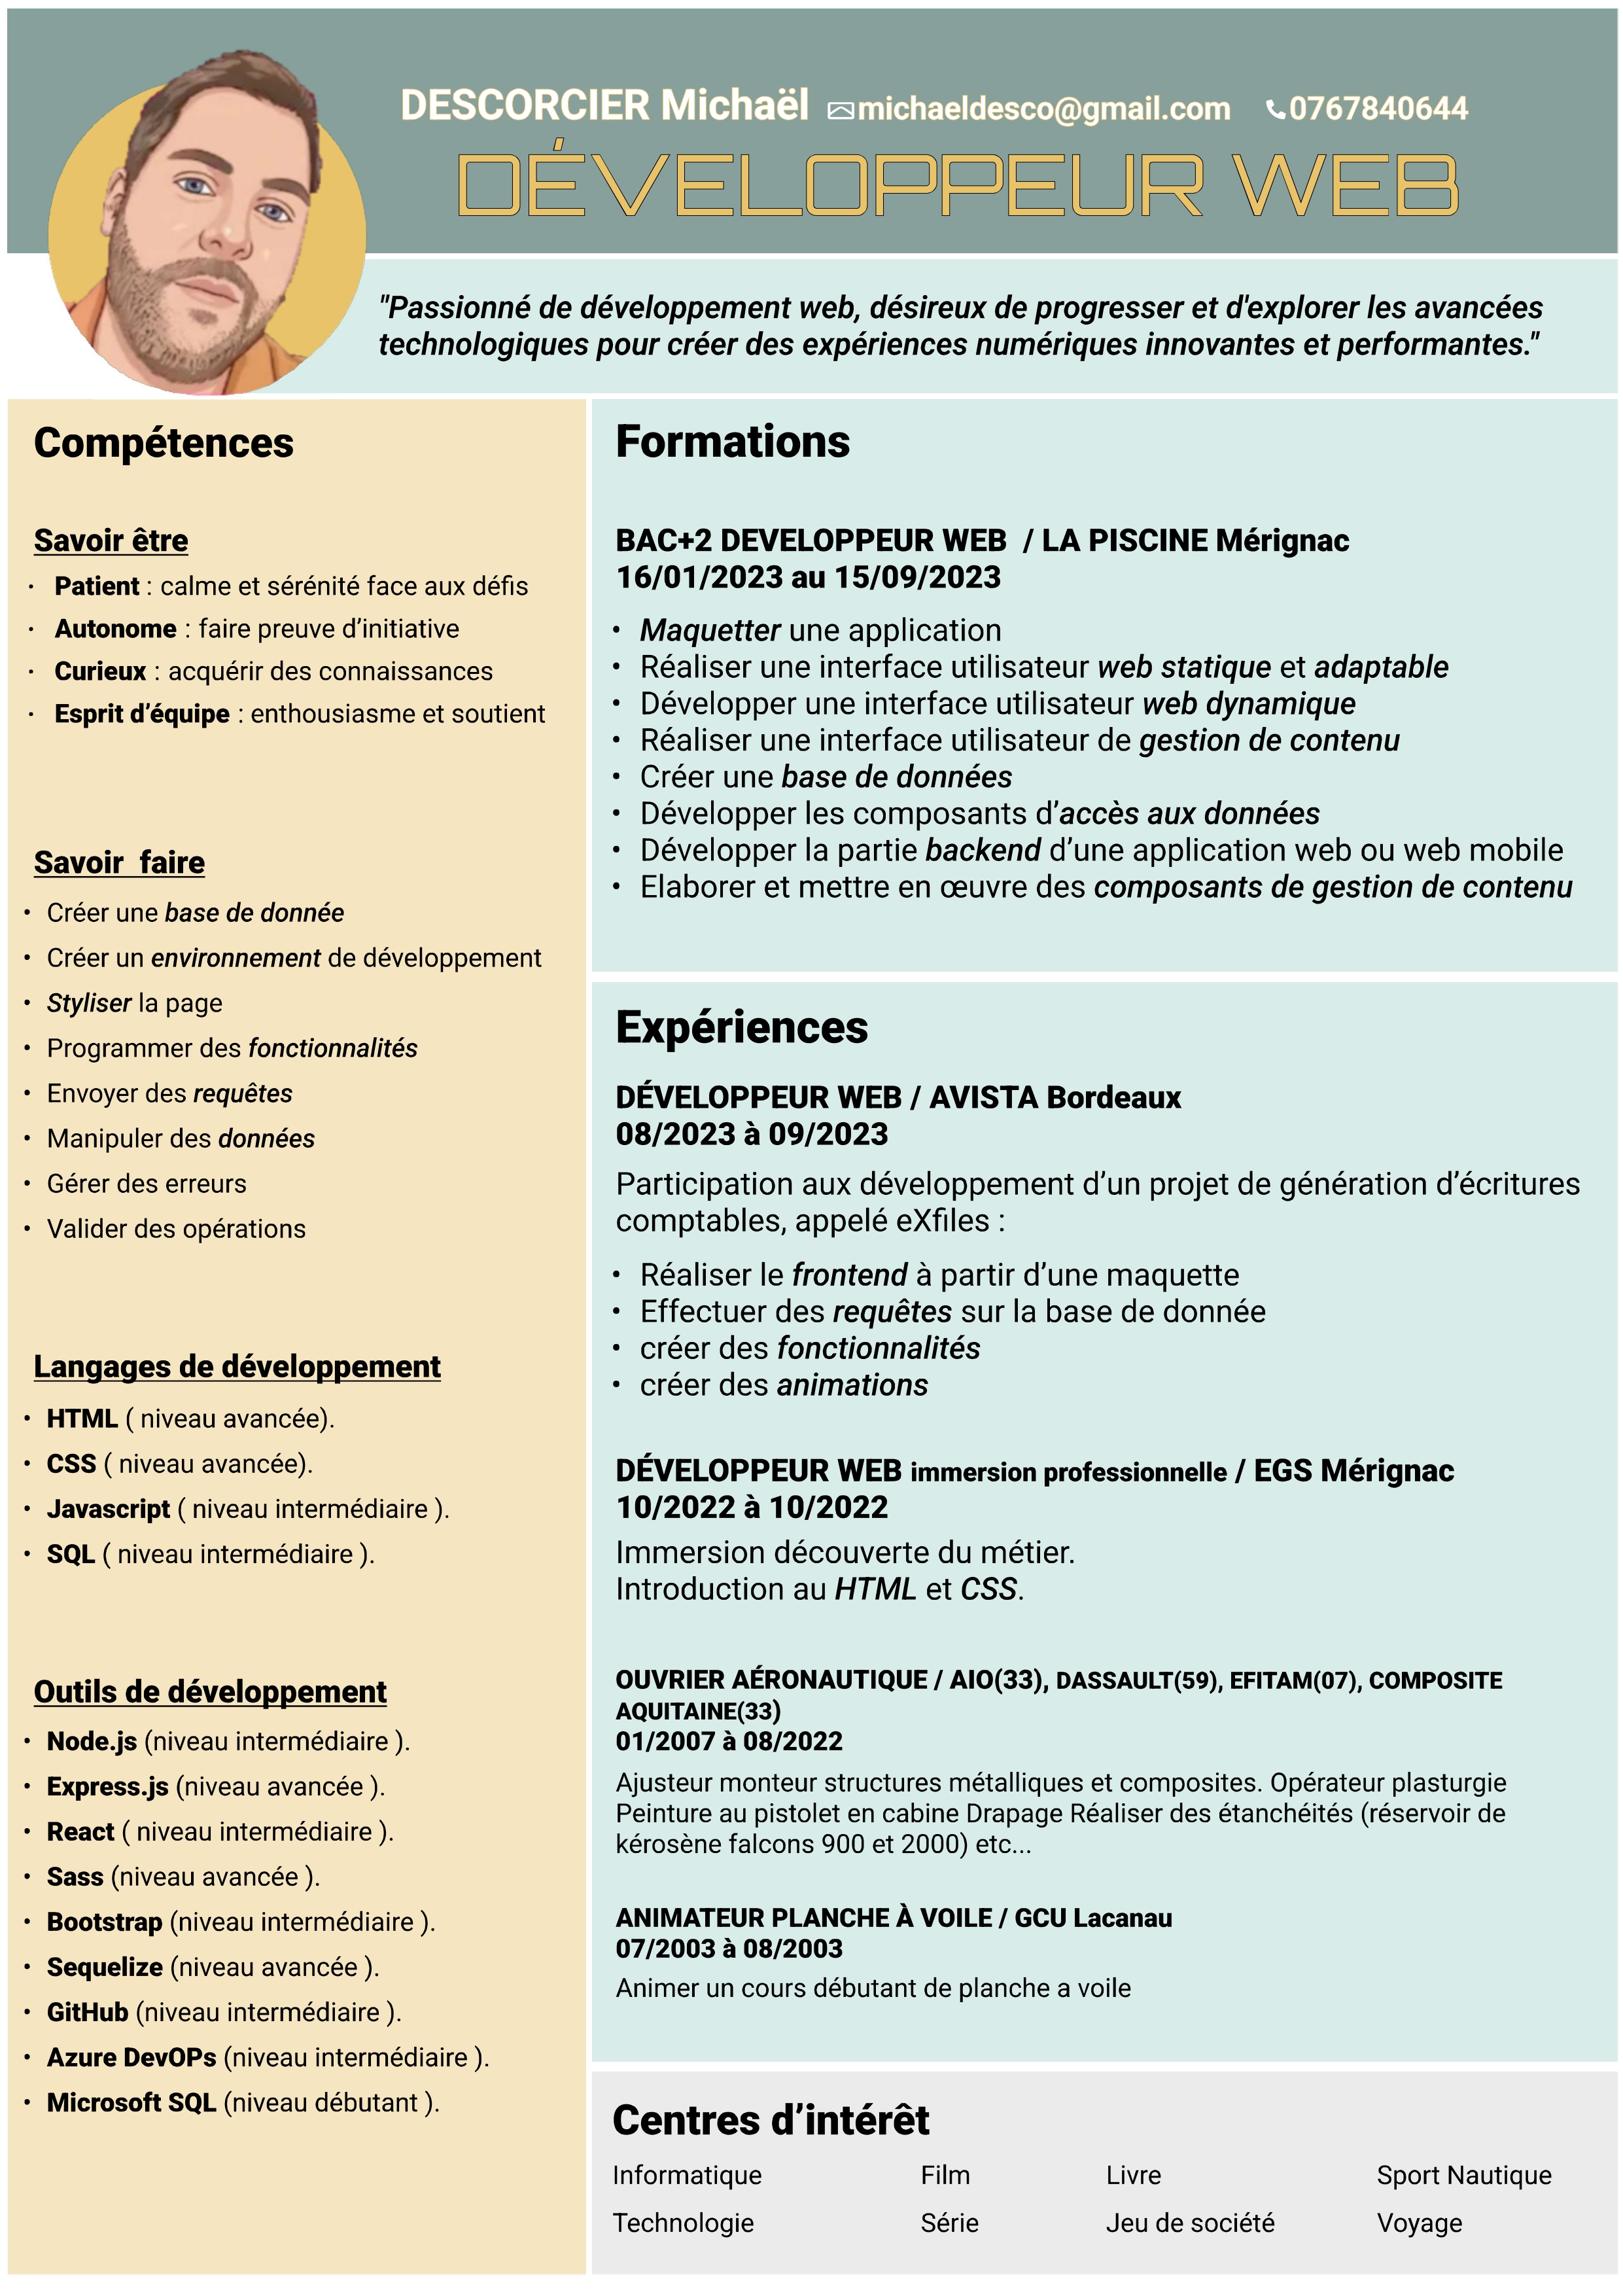 DESCORCIER Michaël michaeldesco@gmail.com 0767840644
DÉVELOPPEUR WEB
"Passionné de développement web, désireux de progresser et d'explorer les avancées
technologiques pour créer des expériences numériques innovantes et performantes."
Compétences
Savoir être
• Patient : calme et sérénité face aux défis
• Autonome : faire preuve d’initiative
• Curieux : acquérir des connaissances
• Esprit d’équipe : enthousiasme et soutient
Savoir faire
• Créer une base de donnée
• Créer un environnement de développement
• Styliser la page
• Programmer des fonctionnalités
• Envoyer des requêtes
• Manipuler des données
• Gérer des erreurs
• Valider des opérations
Langages de développement
• HTML ( niveau avancée).
• CSS ( niveau avancée).
• Javascript ( niveau intermédiaire ).
• SQL ( niveau intermédiaire ).
Outils de développement
• Node.js (niveau intermédiaire ).
• Express.js (niveau avancée ).
• React ( niveau intermédiaire ).
• Sass (niveau avancée ).
• Bootstrap (niveau intermédiaire ).
• Sequelize (niveau avancée ).
• GitHub (niveau intermédiaire ).
• Azure DevOPs (niveau intermédiaire ).
• Microsoft SQL (niveau débutant ).
Formations
BAC+2 DEVELOPPEUR WEB / LA PISCINE Mérignac
16/01/2023 au 15/09/2023
• Maquetter une application
• Réaliser une interface utilisateur web statique et adaptable
• Développer une interface utilisateur web dynamique
• Réaliser une interface utilisateur de gestion de contenu
• Créer une base de données
• Développer les composants d’accès aux données
• Développer la partie backend d’une application web ou web mobile
• Elaborer et mettre en œuvre des composants de gestion de contenu
Expériences
DÉVELOPPEUR WEB / AVISTA Bordeaux
08/2023 à 09/2023
Participation aux développement d’un projet de génération d’écritures
comptables, appelé eXfiles :
• Réaliser le frontend à partir d’une maquette
• Effectuer des requêtes sur la base de donnée
• créer des fonctionnalités
• créer des animations
DÉVELOPPEUR WEB immersion professionnelle / EGS Mérignac
10/2022 à 10/2022
Immersion découverte du métier.
Introduction au HTML et CSS.
OUVRIER AÉRONAUTIQUE / AIO(33), DASSAULT(59), EFITAM(07), COMPOSITE
AQUITAINE(33)
01/2007 à 08/2022
Ajusteur monteur structures métalliques et composites. Opérateur plasturgie
Peinture au pistolet en cabine Drapage Réaliser des étanchéités (réservoir de
kérosène falcons 900 et 2000) etc...
ANIMATEUR PLANCHE À VOILE / GCU Lacanau
07/2003 à 08/2003
Animer un cours débutant de planche a voile
Centres d’intérêt
Informatique Film Livre Sport Nautique
Technologie Série Jeu de société Voyage